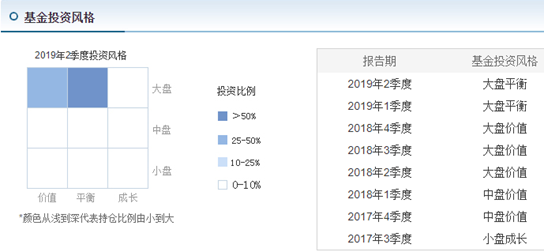 基金投资风格
2019年2季度投资风格
大盘
中盘
小盘
价值 平衡 成长
*颜色从浅到深代表持仓比例由小到大
投资比例
>50%
25-50%
10-25%
0-10%
报告期 基金投资风格
2019年2季度 大盘平衡
2019年1季度 大盘平衡
2018年4季度 大盘价值
2018年3季度 大盘价值
2018年2季度 大盘价值
2018年1季度 中盘价值
2017年4季度 中盘价值
2017年3季度 小盘成长